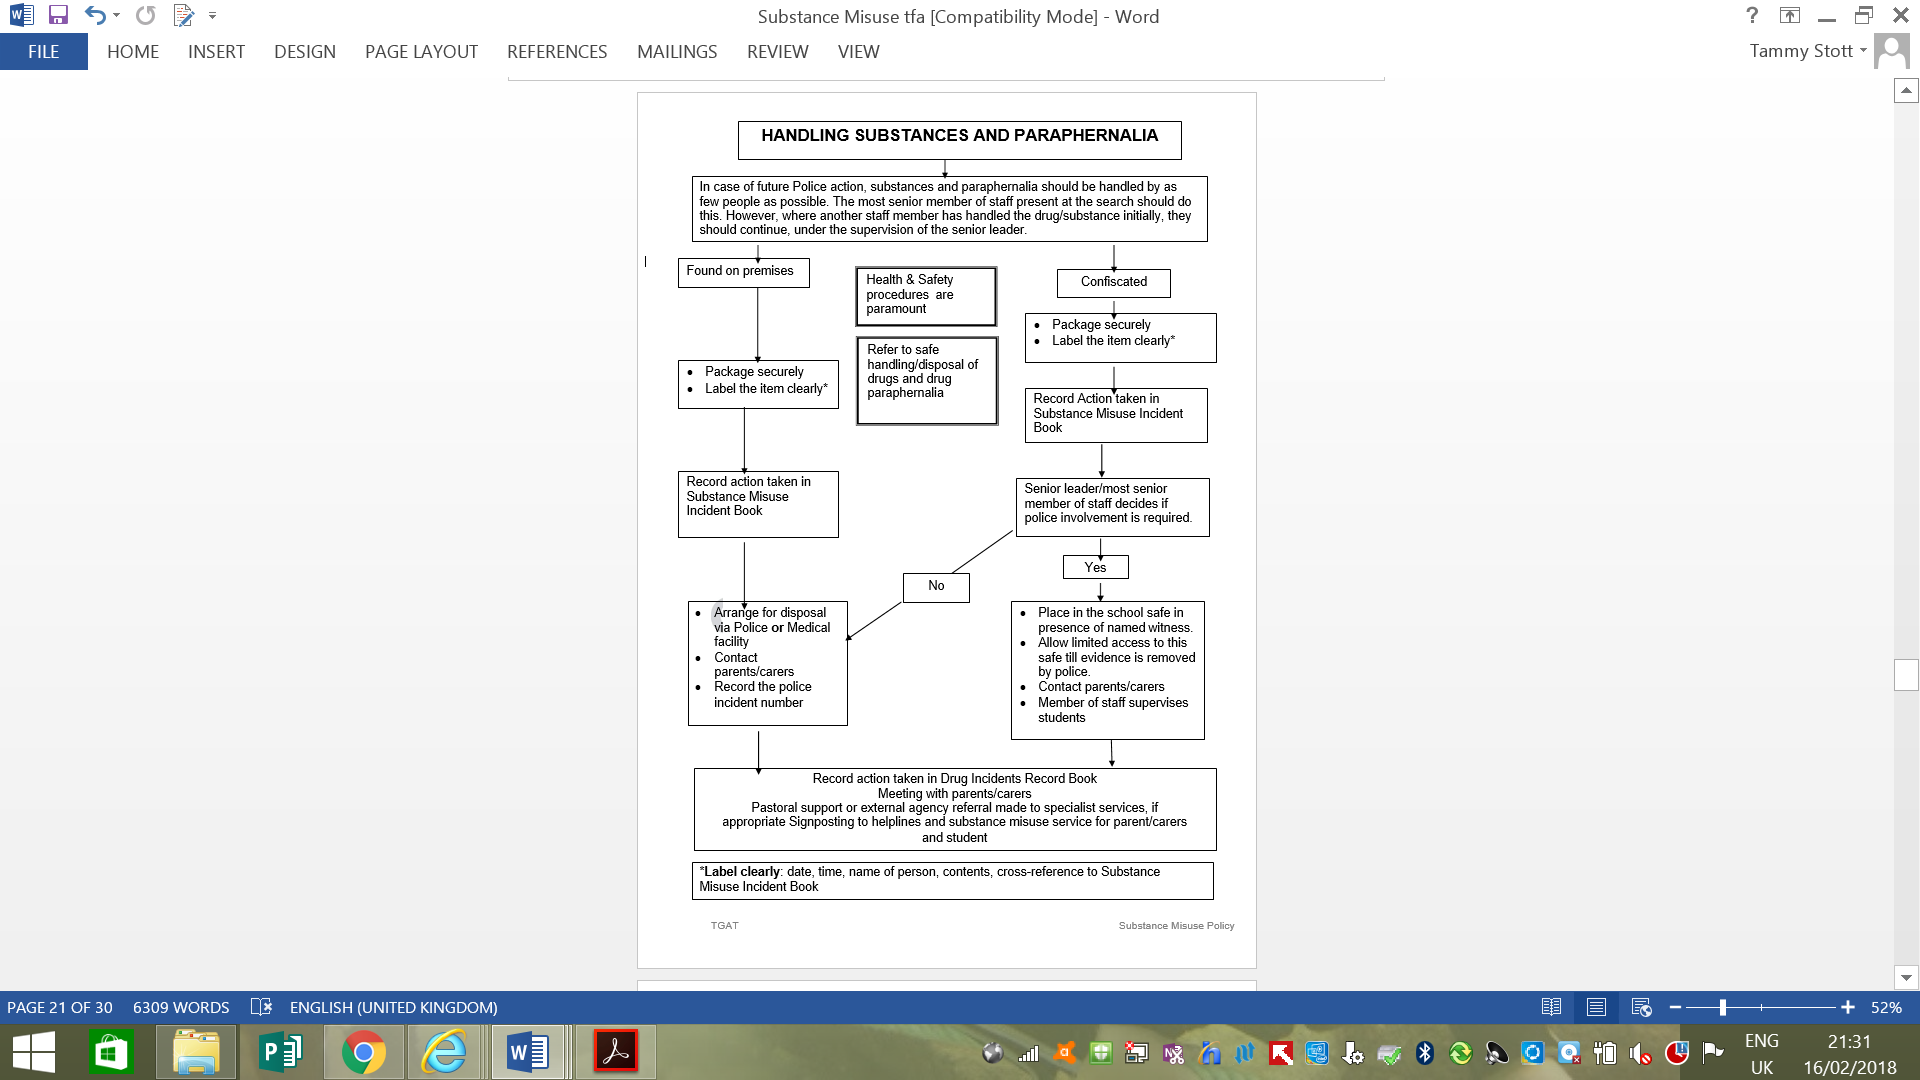 Substance Misuse tfa [Compatibility Mode] - Word
?
FILE HOME INSERT DESIGN PAGE LAYOUT REFERENCES MAILINGS REVIEW VIEW
Tammy Stott
HANDLING SUBSTANCES AND PARAPHERNALIA
In case of future Police action, substances and paraphernalia should be handled by as
few people as possible. The most senior member of staff present at the search should do
this. However, where another staff member has handled the drug/substance initially, they
should continue, under the supervision of the senior leader.
Found on premises
• Package securely
• Label the item clearly*
Record action taken in
Substance Misuse
Incident Book
Health & Safety
procedures are
paramount
Refer to safe
handling/disposal of
drugs and drug
paraphernalia
Confiscated
• Package securely
• Label the item clearly*
Record Action taken in
Substance Misuse Incident
Book
Senior leader/most senior
member of staff decides if
police involvement is required.
No
Yes
• Arrange for disposal
via Police or Medical
facility
• Contact
parents/carers
• Record the police
incident number
• Place in the school safe in
presence of named witness.
• Allow limited access to this
safe till evidence is removed
by police.
• Contact parents/carers
• Member of staff supervises
students
Record action taken in Drug Incidents Record Book
Meeting with parents/carers
Pastoral support or external agency referral made to specialist services, if
appropriate Signposting to helplines and substance misuse service for parent/carers
and student
*Label clearly: date, time, name of person, contents, cross-reference to Substance
Misuse Incident Book
TGAT
Substance Misuse Policy
PAGE 21 OF 30 6309 WORDS ENGLISH (UNITED KINGDOM)
52%
ENG
UK
21:31
16/02/2018